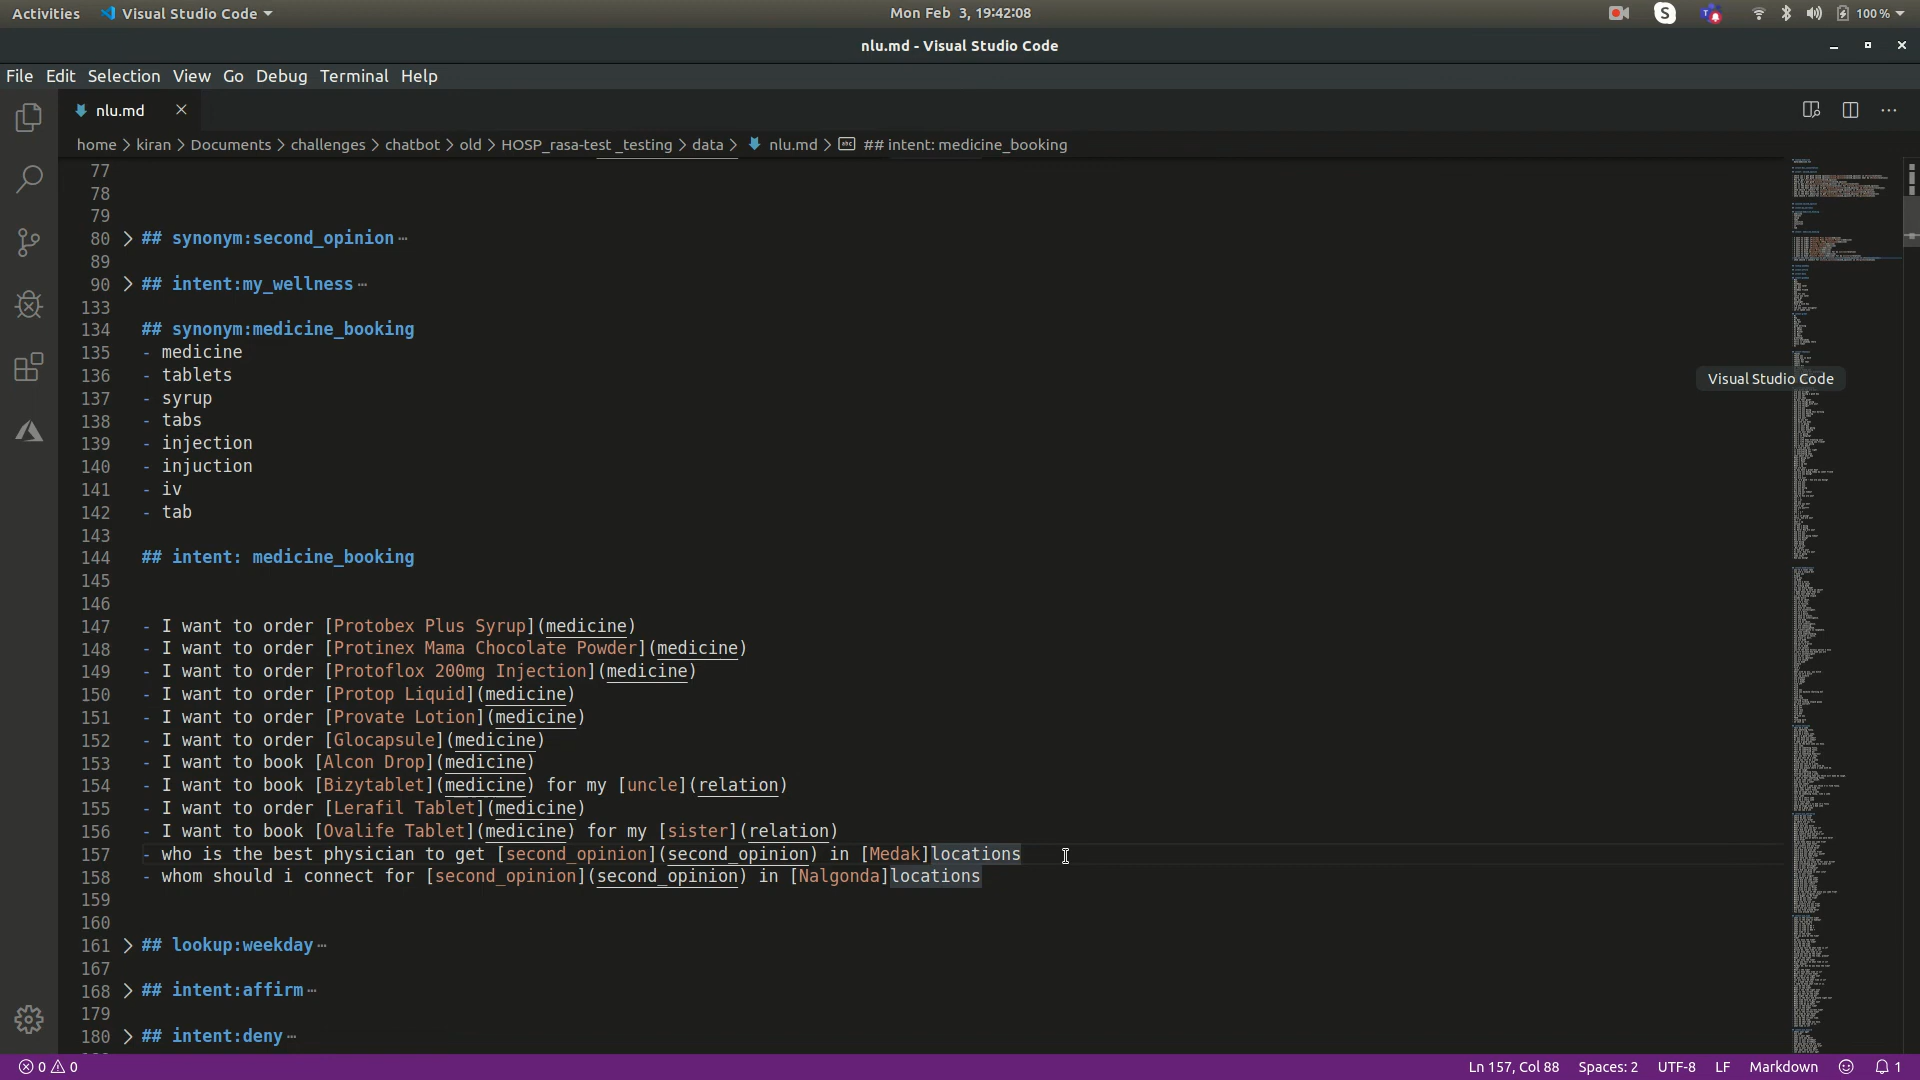 Activities Visual Studio Code Mon Feb 3, 19:42:08 S T 100 %
nlu.md - Visual Studio Code
File Edit Selection View Go Debug Terminal Help
nlu.md
home > kiran > Documents > challenges > chatbot > old > HOSP_rasa-test _testing > data > nlu.md > abc ## intent: medicine_booking
77
78
79
80 ## synonym:second_opinion
89
90 ## intent:my_wellness
133
134 ## synonym:medicine_booking
135 - medicine
136 - tablets
137 - syrup
138 - tabs
139 - injection
140 - injuction
141 - iv
142 - tab
143
144 ## intent: medicine_booking
145
146
147 - I want to order [Protobex Plus Syrup](medicine)
148 - I want to order [Protinex Mama Chocolate Powder](medicine)
149 - I want to order [Protoflox 200mg Injection](medicine)
150 - I want to order [Protop Liquid](medicine)
151 - I want to order [Provate Lotion](medicine)
152 - I want to order [Glocapsule](medicine)
153 - I want to book [Alcon Drop](medicine)
154 - I want to book [Bizytablet](medicine) for my [uncle](relation)
155 - I want to order [Lerafil Tablet](medicine)
156 - I want to book [Ovalife Tablet](medicine) for my [sister](relation)
157 - who is the best physician to get [second_opinion](second_opinion) in [Medak]locations
158 - whom should i connect for [second_opinion](second_opinion) in [Nalgonda]locations
159
160
161 ## lookup:weekday
167
168 ## intent:affirm
179
180 ## intent:deny
Visual Studio Code
0 0 Ln 157, Col 88 Spaces: 2 UTF-8 LF Markdown 1